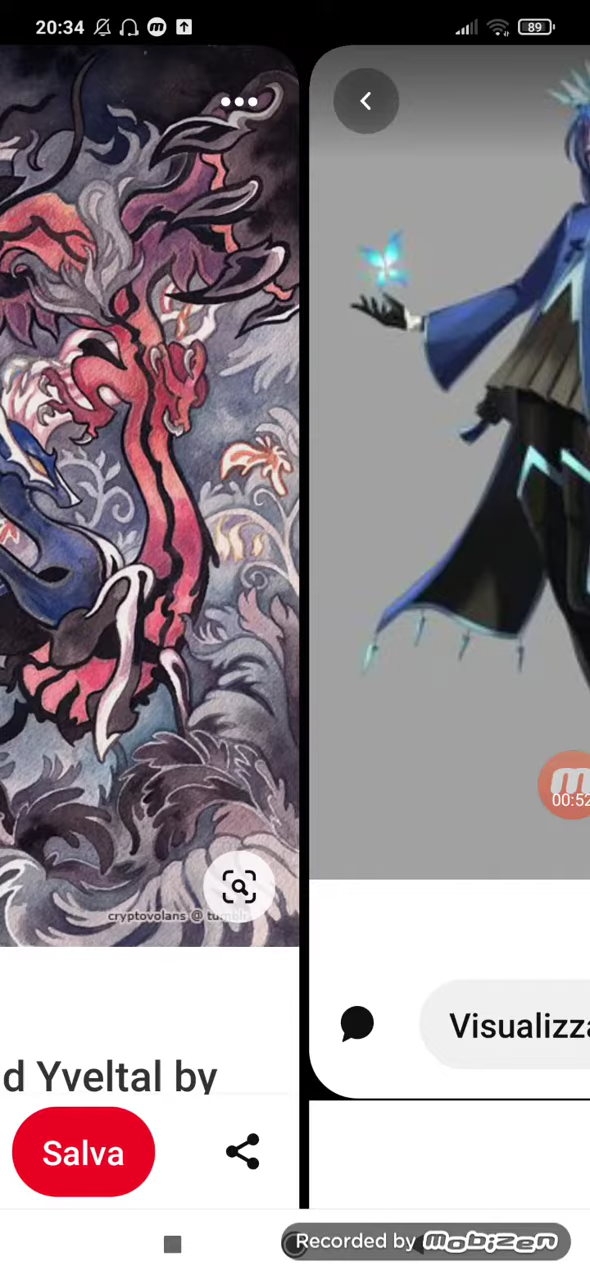 20:34
89
cryptovolans @ tumblr
00:52
Visualizza
d Yveltal by
Salva
Recorded by mobizen